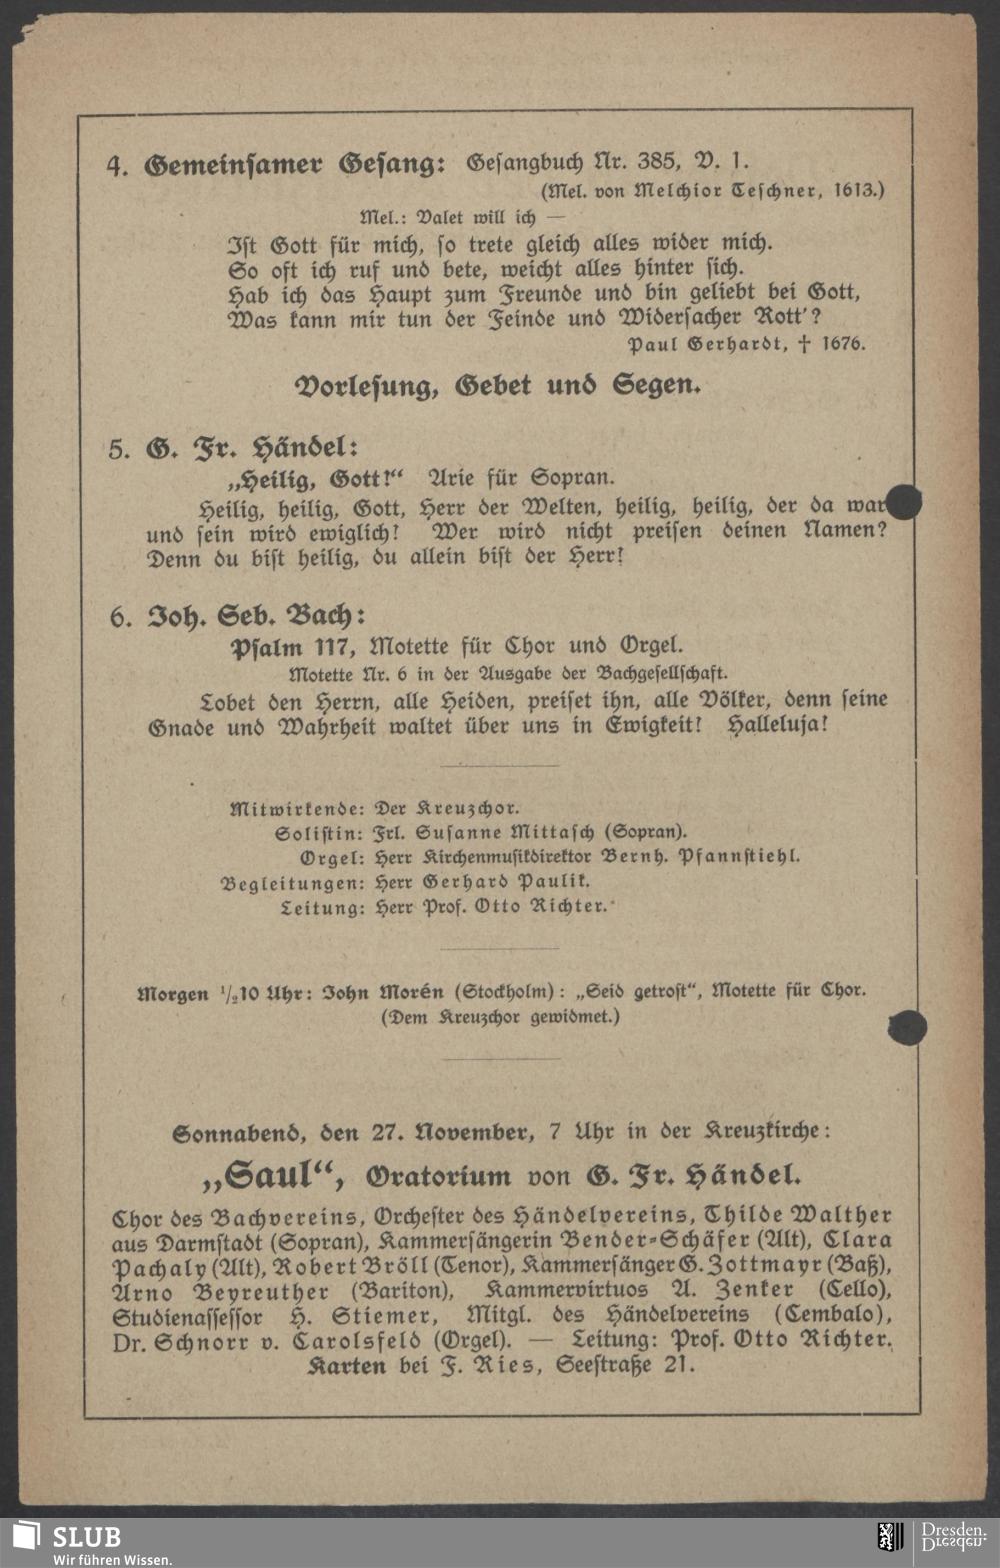 4. Gemeinsamer Gesang: Gesangbuch Nr. 385, V. 1.
(Mel. von Melchior Teschner, 1613.)
Mel.: Valet will ich —
Ist Gott für mich, so trete gleich alles wider mich.
So oft ich ruf und bete, weicht alles hinter sich.
Hab ich das Haupt zum Freunde und bin geliebt bei Gott,
Was kann mir tun der Feinde und Widersacher Rott'?
Paul Gerhardt, † 1676.
Vorlesung, Gebet und Segen.
5. G. Fr. Händel:
„Heilig, Gott!“ Arie für Sopran.
Heilig, heilig, Gott, Herr der Welten, heilig, heilig, der da war
und sein wird ewiglich! Wer wird nicht preisen deinen Namen?
Denn du bist heilig, du allein bist der Herr!
6. Joh. Seb. Bach:
Psalm 117, Motette für Chor und Orgel.
Motette Nr. 6 in der Ausgabe der Bachgesellschaft.
Lobet den Herrn, alle Heiden, preiset ihn, alle Völker, denn seine
Gnade und Wahrheit waltet über uns in Ewigkeit! Halleluja!
Mitwirkende: Der Kreuzchor.
Solistin: Frl. Susanne Mittasch (Sopran).
Orgel: Herr Kirchenmusikdirektor Bernh. Pfannstiehl.
Begleitungen: Herr Gerhard Paulik.
Leitung: Herr Prof. Otto Richter.
Morgen 1/2 10 Uhr: John Morén (Stockholm): „Seid getrost“, Motette für Chor.
(Dem Kreuzchor gewidmet.)
Sonnabend, den 27. November, 7 Uhr in der Kreuzkirche:
„Saul“, Oratorium von G. Fr. Händel.
Chor des Bachvereins, Orchester des Händelvereins, Thilde Walther
aus Darmstadt (Sopran), Kammersängerin Bender-Schäfer (Alt), Clara
Pachaly (Alt), Robert Bröll (Tenor), Kammersänger G. Zottmayr (Baß),
Arno Beyreuther (Bariton), Kammervirtuos A. Zenker (Cello),
Studienassessor H. Stiemer, Mitgl. des Händelvereins (Cembalo),
Dr. Schnorr v. Carolsfeld (Orgel). — Leitung: Prof. Otto Richter.
Karten bei F. Ries, Seestraße 21.
SLUB
Wir führen Wissen.
Dresden.
Dresden.